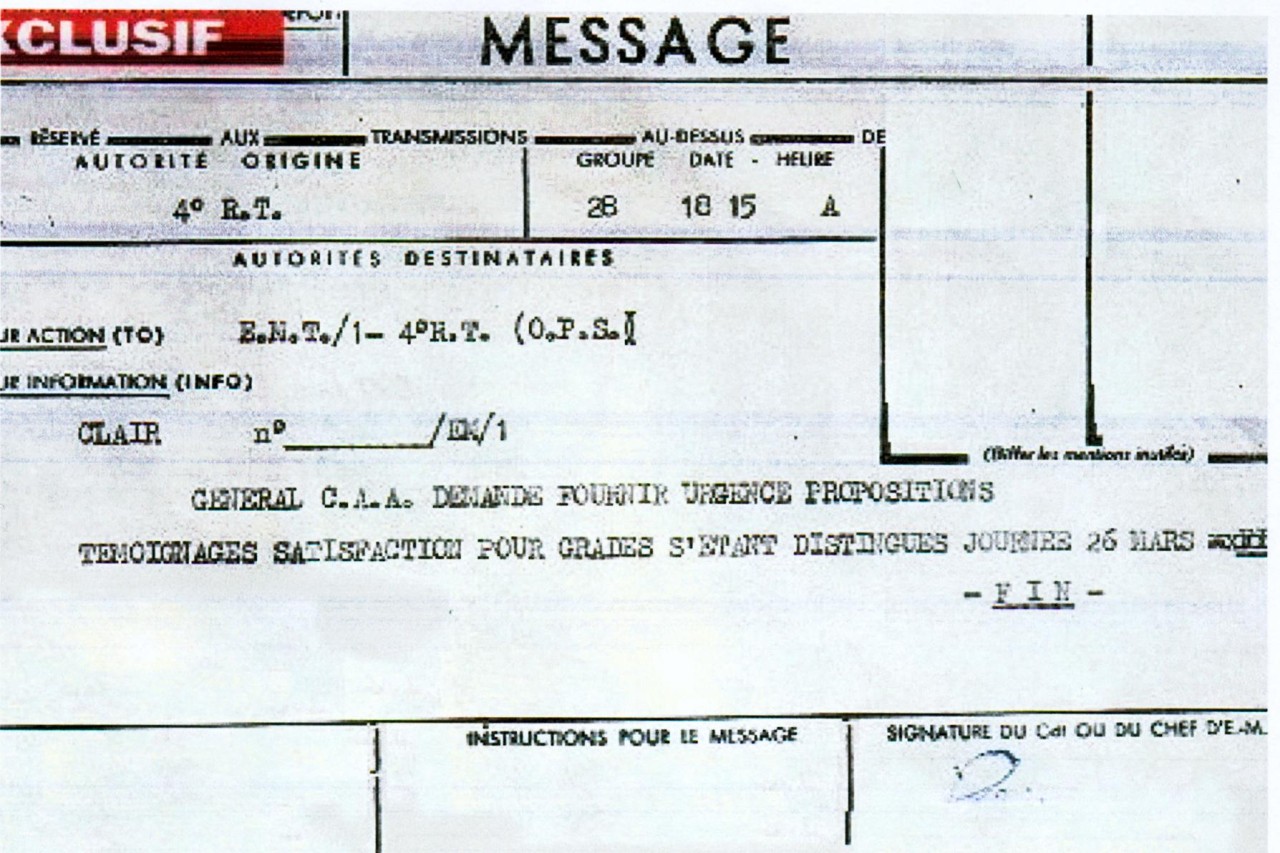 XCLUSIF
MESSAGE
RÉSERVÉ AUX TRANSMISSIONS AU-DESSUS DE
AUTORITÉ ORIGINE
GROUPE DATE - HEURE
4° R.T.
28 18 15 A
AUTORITÉS DESTINATAIRES
UR ACTION (TO) E.N.T./1- 4°R.T. (O.P.S.)
UR INFORMATION (INFO)
CLAIR n° /EM/1
(Biffer les mentions inutiles)
GENERAL C.A.A. DEMANDE FOURNIR URGENCE PROPOSITIONS
TEMOIGNAGES SATISFACTION POUR GRADES S'ETANT DISTINGUES JOURNEE 26 MARS
- F I N -
INSTRUCTIONS POUR LE MESSAGE
SIGNATURE DU Cdt OU DU CHEF D'E.-M.